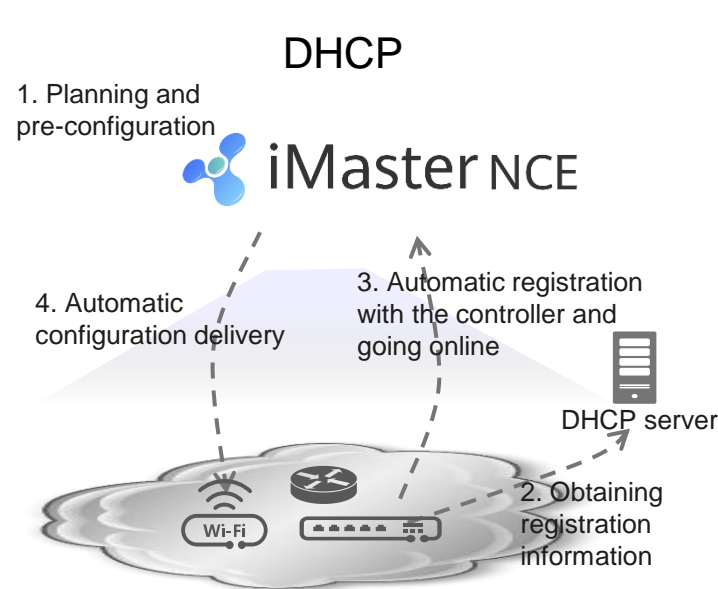 DHCP
1. Planning and
pre-configuration
iMaster NCE
3. Automatic registration
with the controller and
going online
4. Automatic
configuration delivery
DHCP server
2. Obtaining
registration
information
Wi-Fi